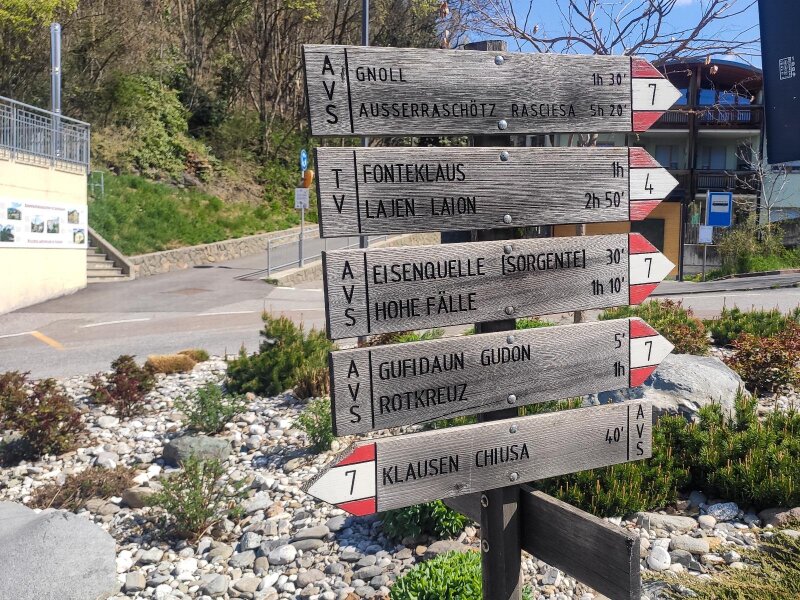 AVS
GNOLL 1h 30'
AUSSERRASCHÖTZ RASCIESA 5h 20
7
TV
FONTEKLAUS 1h
LAJEN LAION 2h 50'
4
AVS
EISENQUELLE [SORGENTE] 30'
HOHE FÄLLE 1h 10'
7
AVS
GUFIDAUN GUDON 5'
ROTKREUZ 1h
7
7
KLAUSEN CHIUSA 40'
AVS